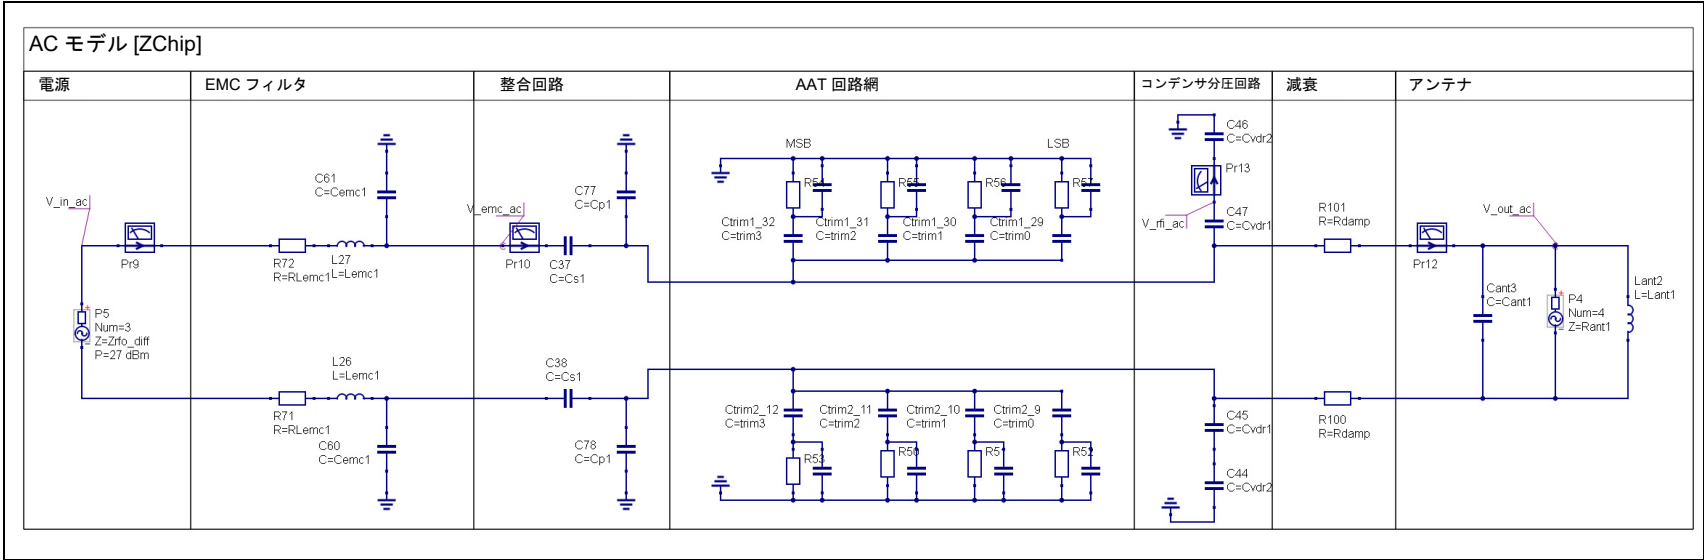 AC モデル [ZChip]
電源
EMC フィルタ
整合回路
AAT 回路網
コンデンサ分圧回路
減衰
アンテナ
V_in_ac
Pr9
P5
Num=3
Z=Zrfo_diff
P=27 dBm
C61
C=Cemc1
R72
R=RLemc1
L27
L=Lemc1
L26
L=Lemc1
R71
R=RLemc1
C60
C=Cemc1
V_emc_ac
Pr10
C77
C=Cp1
C37
C=Cs1
C38
C=Cs1
C78
C=Cp1
MSB
LSB
R54
R55
R56
R57
Ctrim1_32
C=trim3
Ctrim1_31
C=trim2
Ctrim1_30
C=trim1
Ctrim1_29
C=trim0
Ctrim2_12
C=trim3
Ctrim2_11
C=trim2
Ctrim2_10
C=trim1
Ctrim2_9
C=trim0
R53
R50
R52
C46
C=Cvdr2
Pr13
V_rfi_ac
C47
C=Cvdr1
C45
C=Cvdr1
C44
C=Cvdr2
R101
R=Rdamp
R100
R=Rdamp
Pr12
V_out_ac
Cant3
C=Cant1
P4
Num=4
Z=Rant1
Lant2
L=Lant1